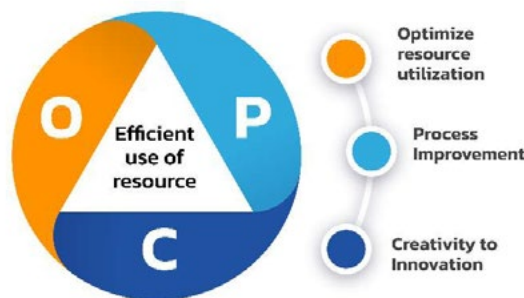 O
P
Efficient
use of
resource
C
Optimize
resource
utilization
Process
Improvement
Creativity to
Innovation